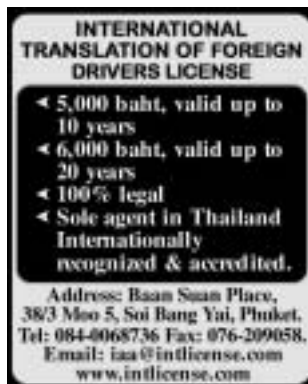 INTERNATIONAL
TRANSLATION OF FOREIGN
DRIVERS LICENSE
5,000 baht, valid up to
10 years
6,000 baht, valid up to
20 years
100% legal
Sole agent in Thailand
Internationally
recognized & accredited.
Address: Baan Suan Place,
38/3 Moo 5, Soi Bang Yai, Phuket.
Tel: 084-0068736 Fax: 076-209058.
Email: iaa@intlicense.com
www.intlicense.com